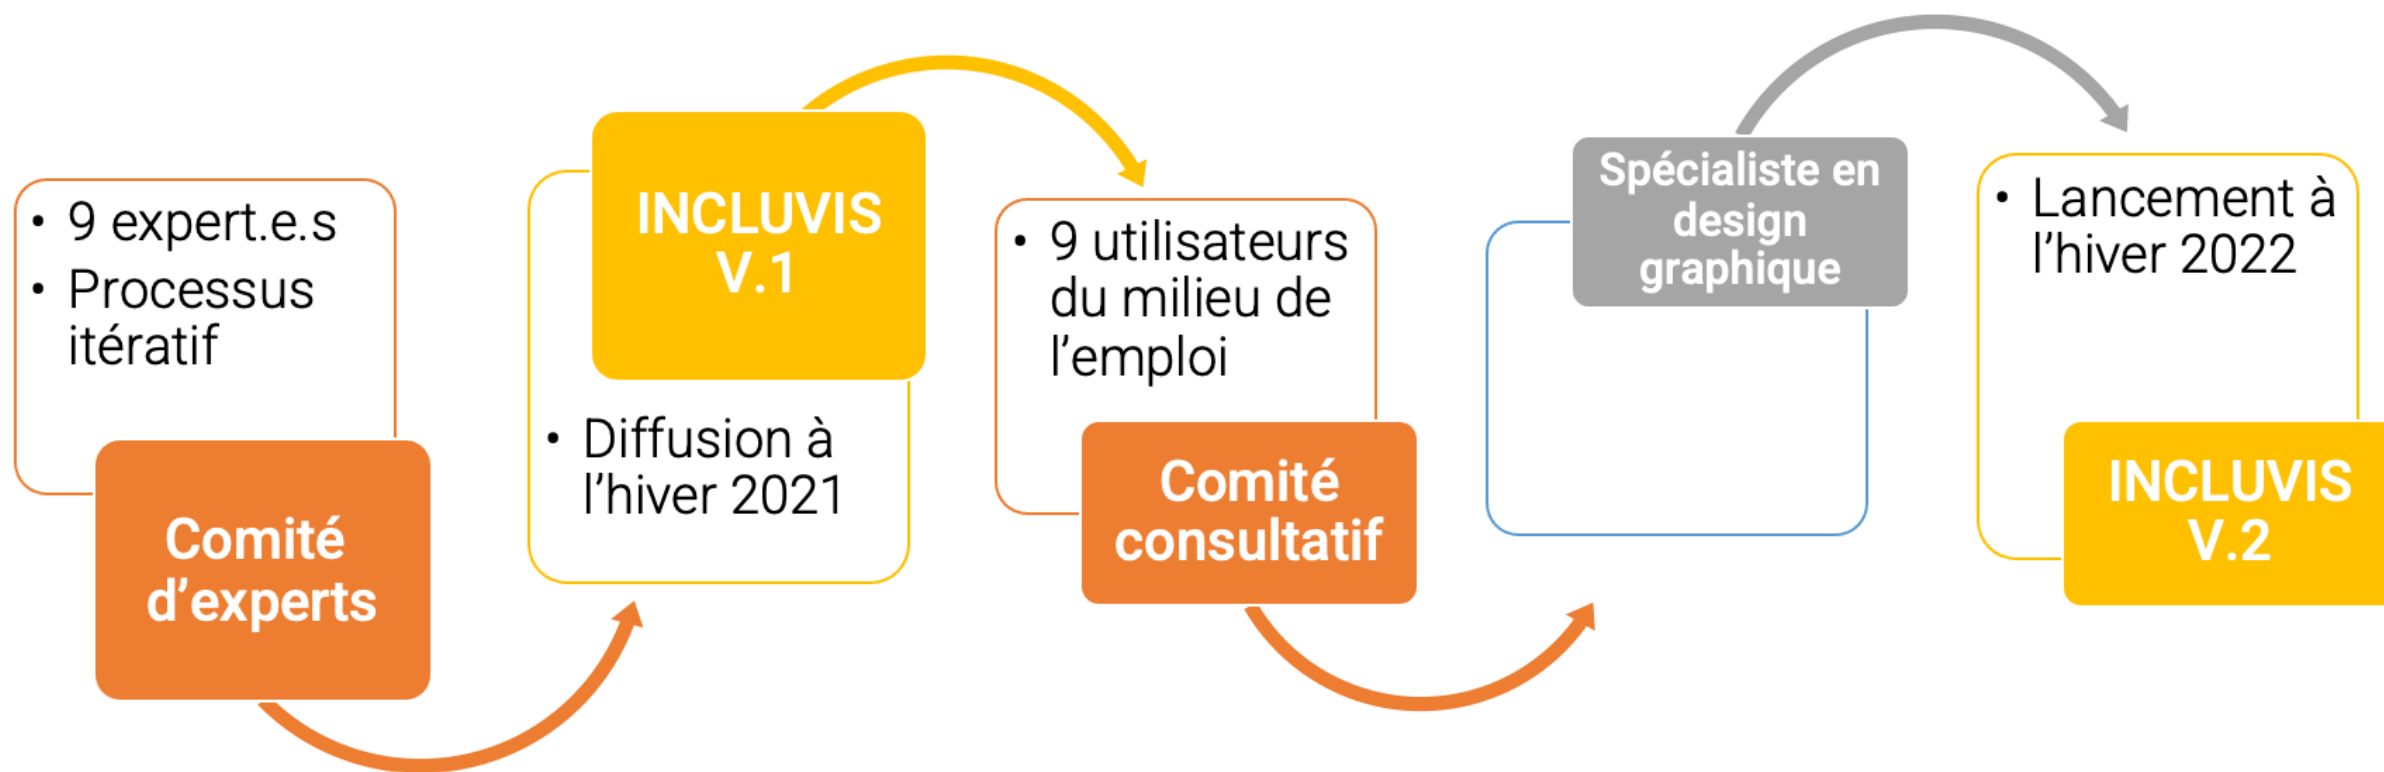 • 9 expert.e.s
• Processus
itératif
Comité
d’experts
INCLUVIS
V.1
• Diffusion à
l’hiver 2021
• 9 utilisateurs
du milieu de
l’emploi
Comité
consultatif
Spécialiste en
design
graphique
• Lancement à
l’hiver 2022
INCLUVIS
V.2